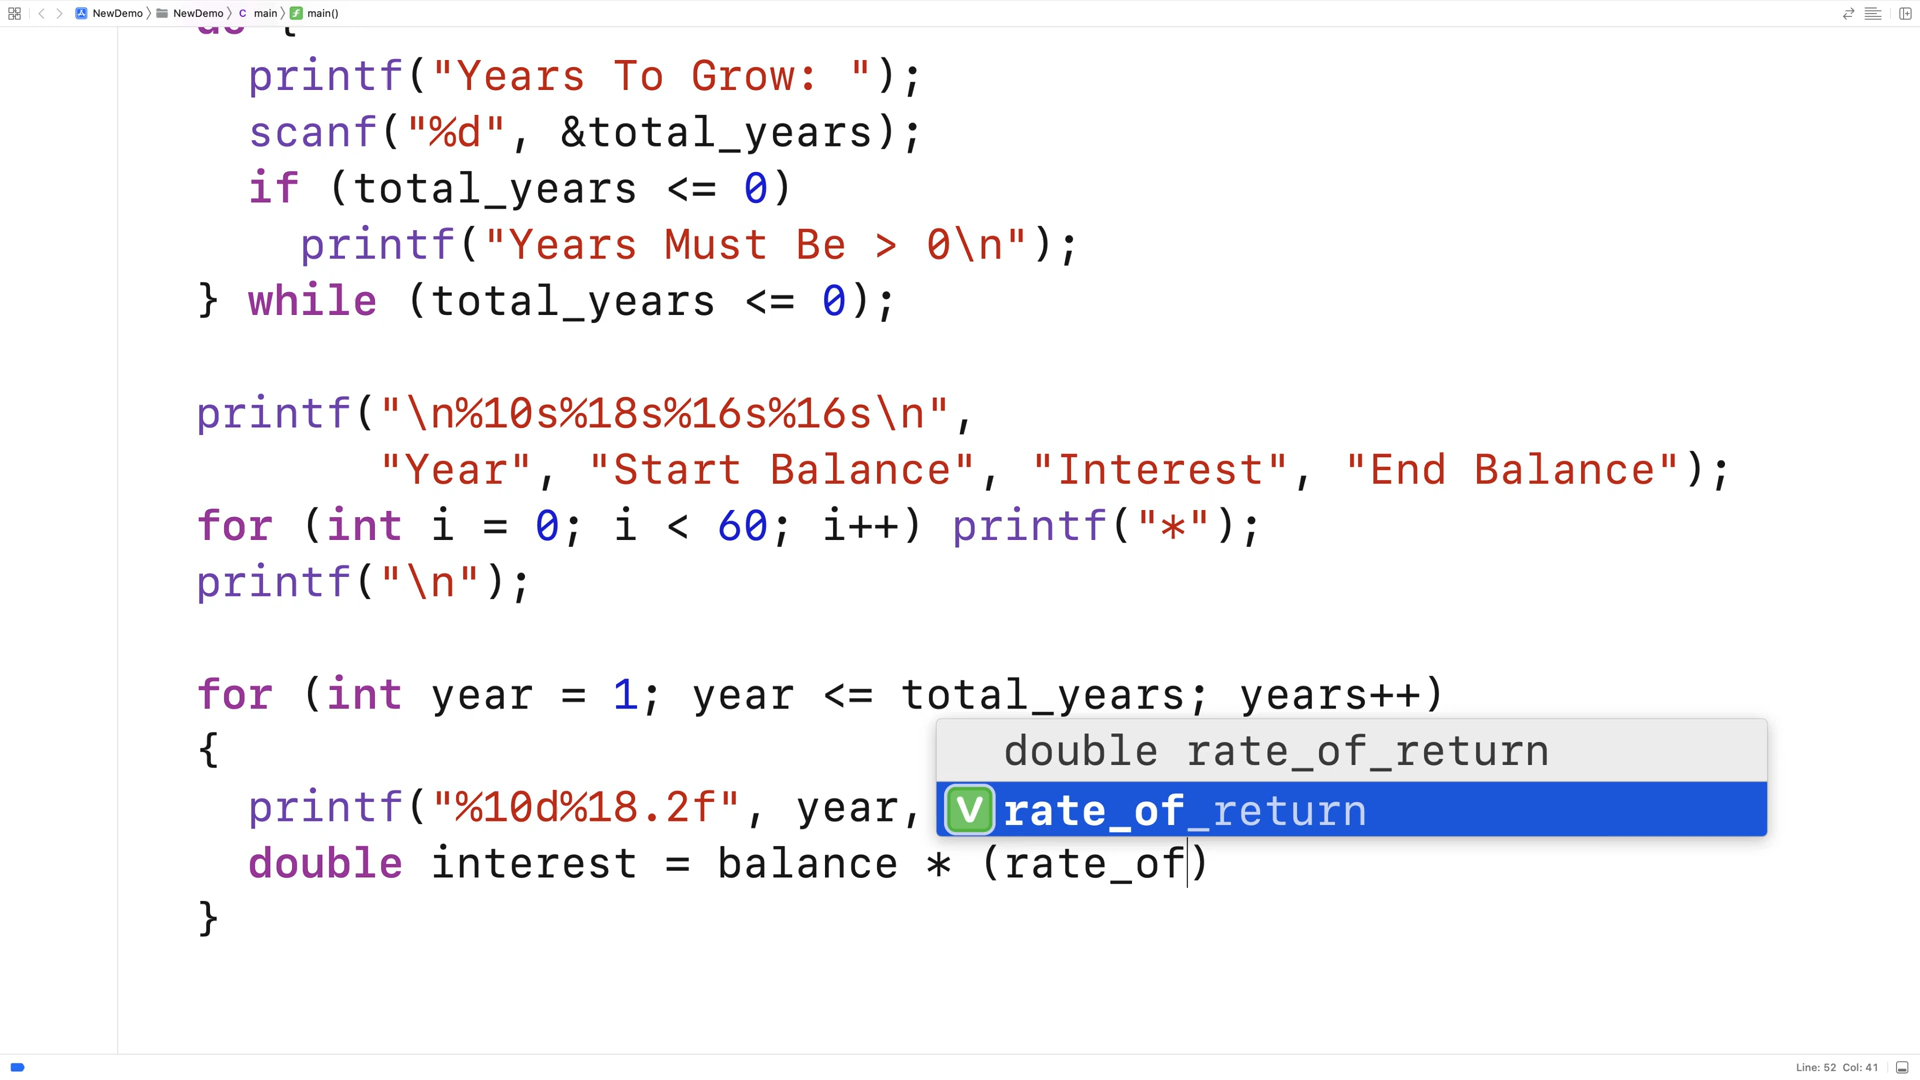 NewDemo NewDemo C main f main()
do {
printf("Years To Grow: ");
scanf("%d", &total_years);
if (total_years <= 0)
printf("Years Must Be > 0\n");
} while (total_years <= 0);
printf("\n%10s%18s%16s%16s\n",
"Year", "Start Balance", "Interest", "End Balance");
for (int i = 0; i < 60; i++) printf("*");
printf("\n");
for (int year = 1; year <= total_years; years++)
{
double rate_of_return
printf("%10d%18.2f", year,
V rate_of_return
double interest = balance * (rate_of)
}
Line: 52 Col: 41